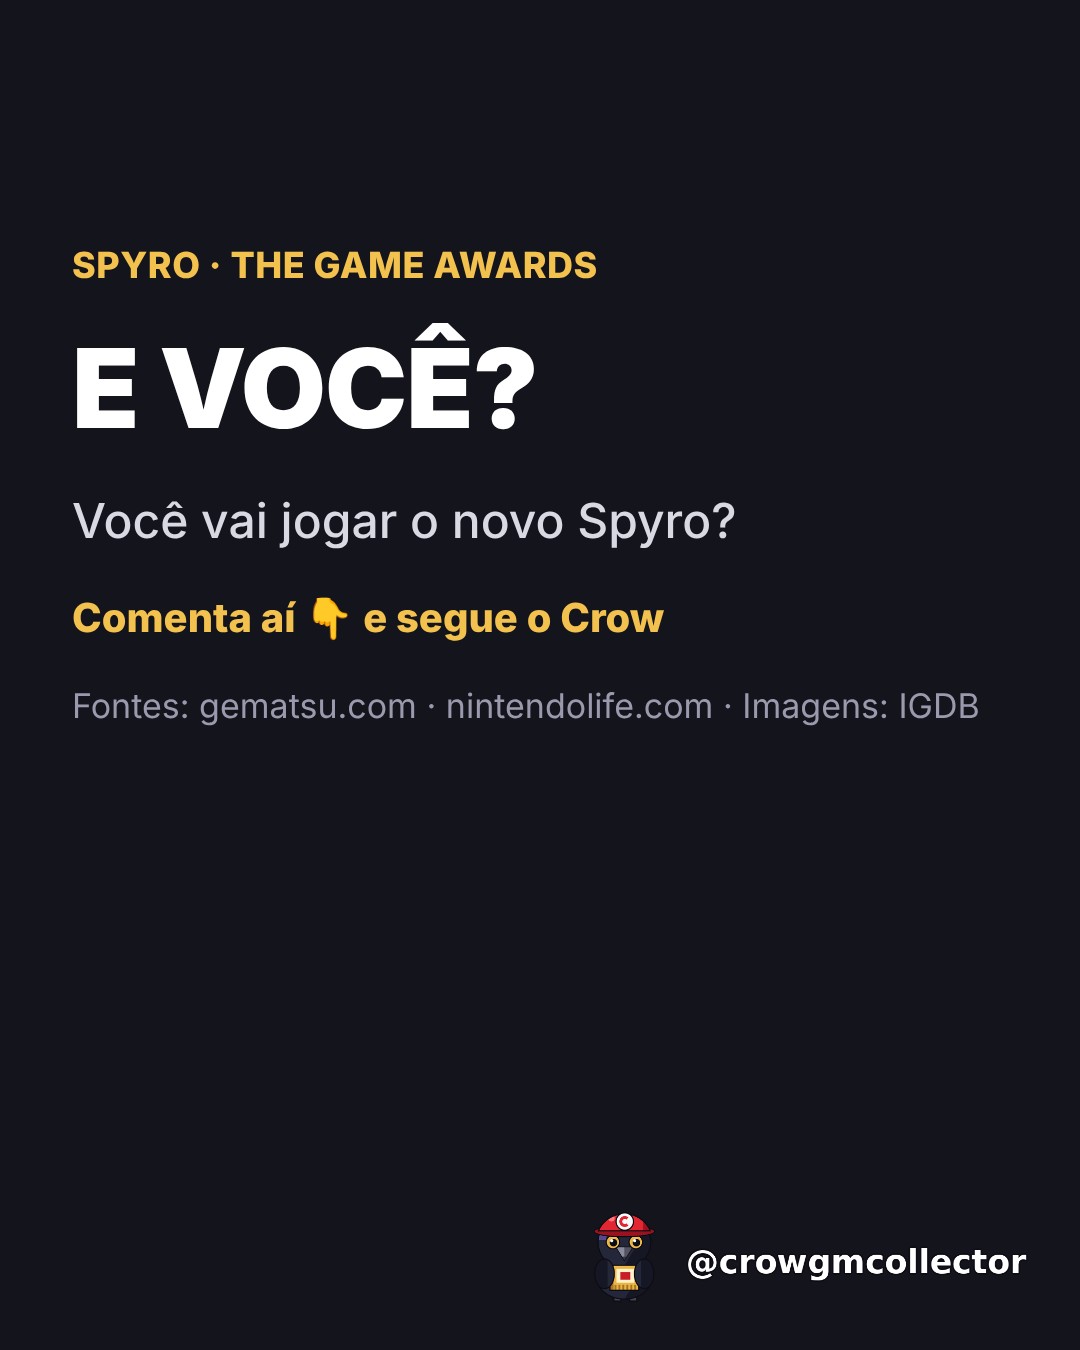 SPYRO · THE GAME AWARDS
E VOCÊ?
Você vai jogar o novo Spyro?
Comenta aí 👇 e segue o Crow
Fontes: gematsu.com · nintendolife.com · Imagens: IGDB
C
@crowgmcollector